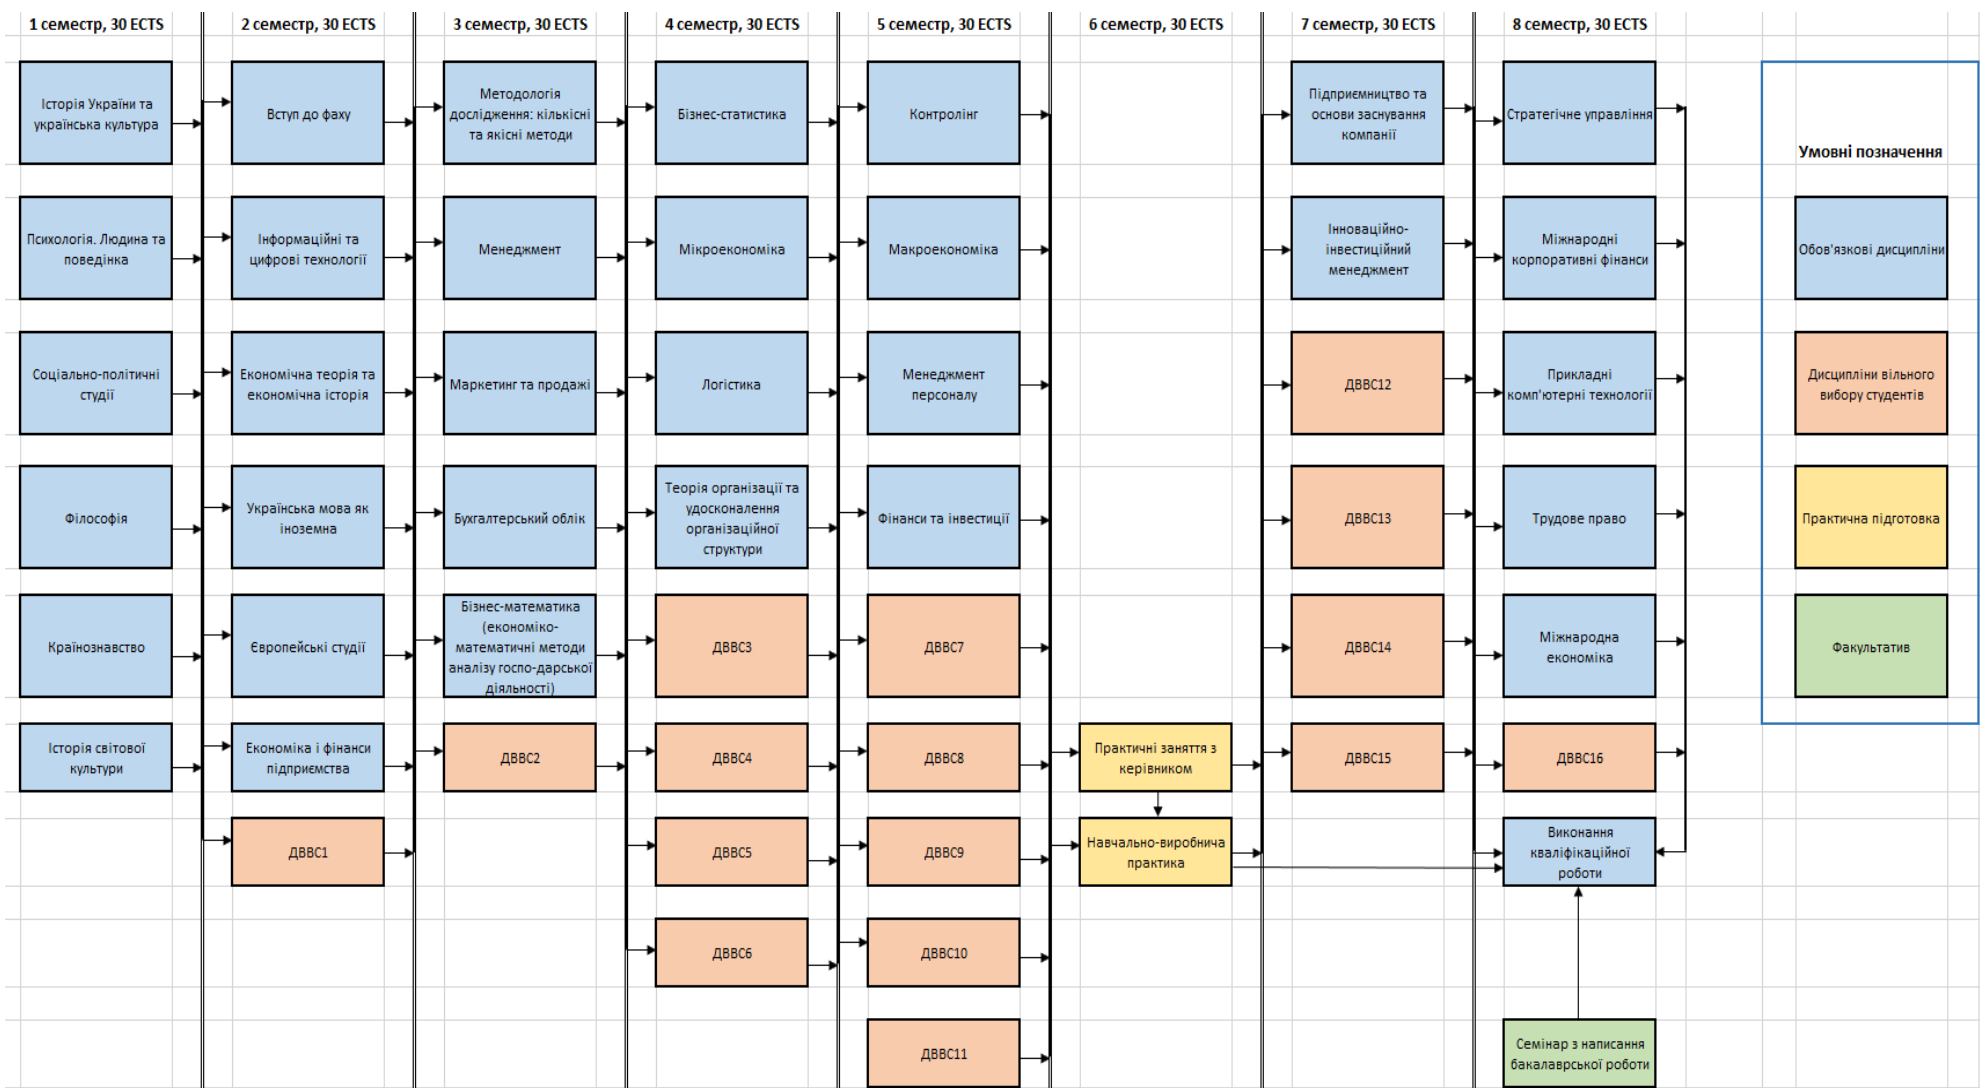 1 семестр, 30 ECTS
2 семестр, 30 ECTS
3 семестр, 30 ECTS
4 семестр, 30 ECTS
5 семестр, 30 ECTS
6 семестр, 30 ECTS
7 семестр, 30 ECTS
8 семестр, 30 ECTS
Історія України та
українська культура
Вступ до фаху
Методологія
дослідження: кількісні
та якісні методи
Бізнес-статистика
Контролінг
Підприємництво та
основи заснування
компанії
Стратегічне управління
Умовні позначення
Психологія. Людина та
поведінка
Інформаційні та
цифрові технології
Менеджмент
Мікроекономіка
Макроекономіка
Інноваційно-
інвестиційний
менеджмент
Міжнародні
корпоративні фінанси
Обов'язкові дисципліни
Соціально-політичні
студії
Економічна теорія та
економічна історія
Маркетинг та продажі
Логістика
Менеджмент
персоналу
ДВВС12
Прикладні
комп'ютерні технології
Дисципліни вільного
вибору студентів
Філософія
Українська мова як
іноземна
Бухгалтерський облік
Теорія організації та
удосконалення
організаційної
структури
Фінанси та інвестиції
ДВВС13
Трудове право
Практична підготовка
Країнознавство
Європейські студії
Бізнес-математика
(економіко-
математичні методи
аналізу госпо-дарської
діяльності)
ДВВС3
ДВВС7
ДВВС14
Міжнародна
економіка
Факультатив
Історія світової
культури
Економіка і фінанси
підприємства
ДВВС2
ДВВС4
ДВВС8
Практичні заняття з
керівником
ДВВС15
ДВВС16
ДВВС1
ДВВС5
ДВВС9
Навчально-виробнича
практика
Виконання
кваліфікаційної
роботи
ДВВС6
ДВВС10
ДВВС11
Семінар з написання
бакалаврської роботи